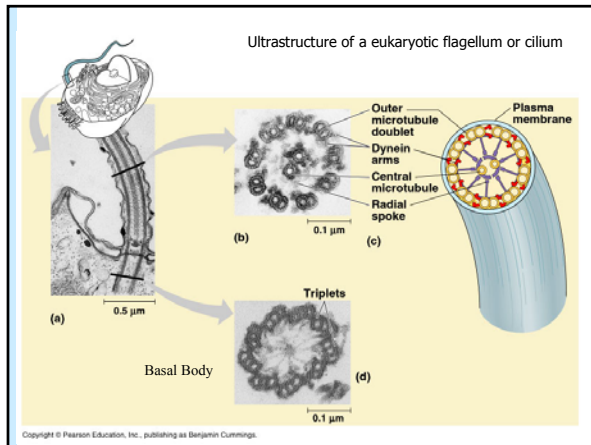 Ultrastructure of a eukaryotic flagellum or cilium
Outer
microtubule
doublet
Dynein
arms
Central
microtubule
Radial
spoke
Plasma
membrane
0.1 μm
(b)
(c)
0.5 μm
(a)
Triplets
Basal Body
(d)
0.1 μm
Copyright © Pearson Education, Inc., publishing as Benjamin Cummings.